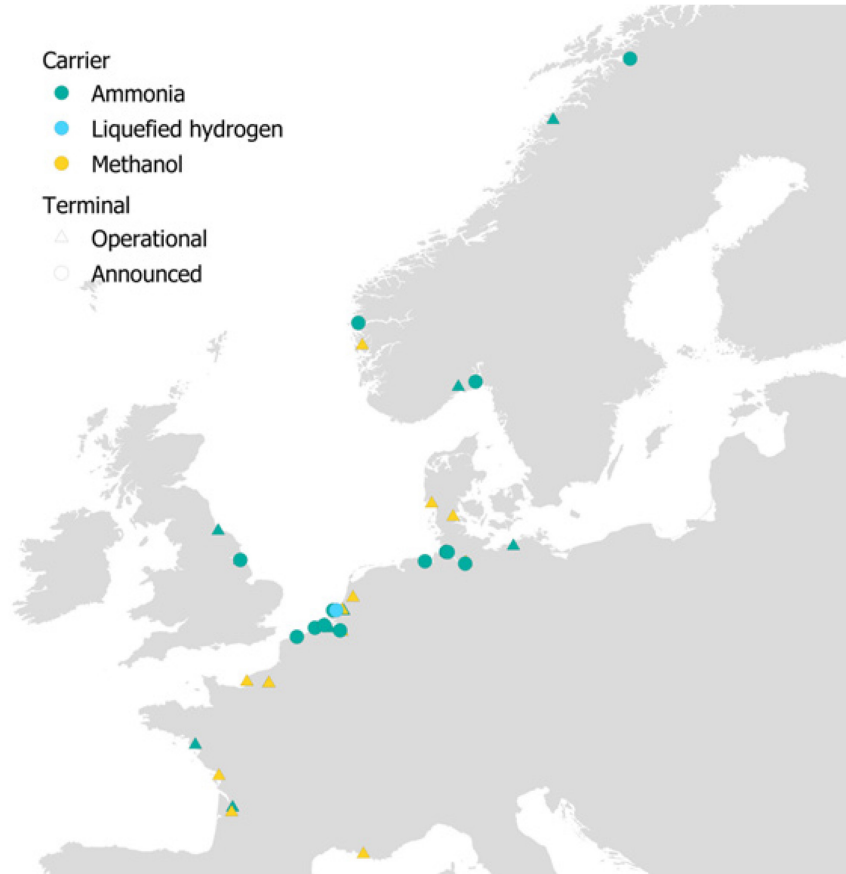 Carrier
Ammonia
Liquefied hydrogen
Methanol
Terminal
Operational
Announced